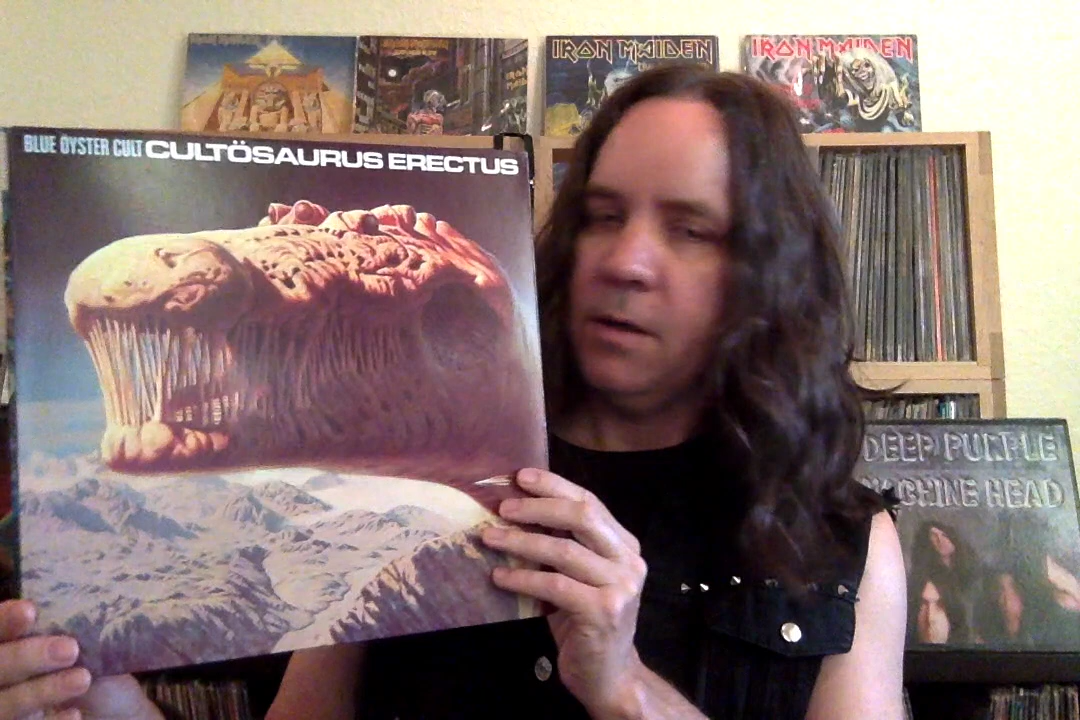 IRON MAIDEN
IRON MAIDEN
BLUE ÖYSTER CULT CULTÖSAURUS ERECTUS
DEEP PURPLE
MACHINE HEAD